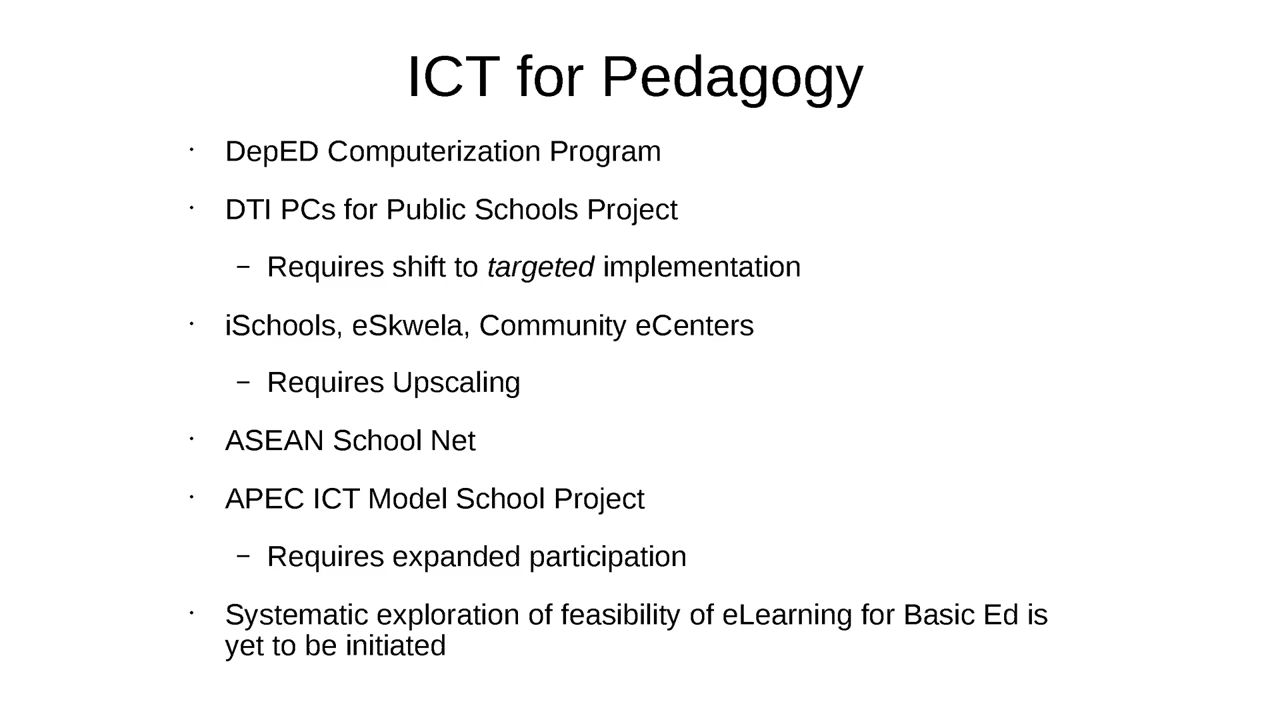 ICT for Pedagogy
· DepED Computerization Program
· DTI PCs for Public Schools Project
– Requires shift to targeted implementation
· iSchools, eSkwela, Community eCenters
– Requires Upscaling
· ASEAN School Net
· APEC ICT Model School Project
– Requires expanded participation
· Systematic exploration of feasibility of eLearning for Basic Ed is
yet to be initiated